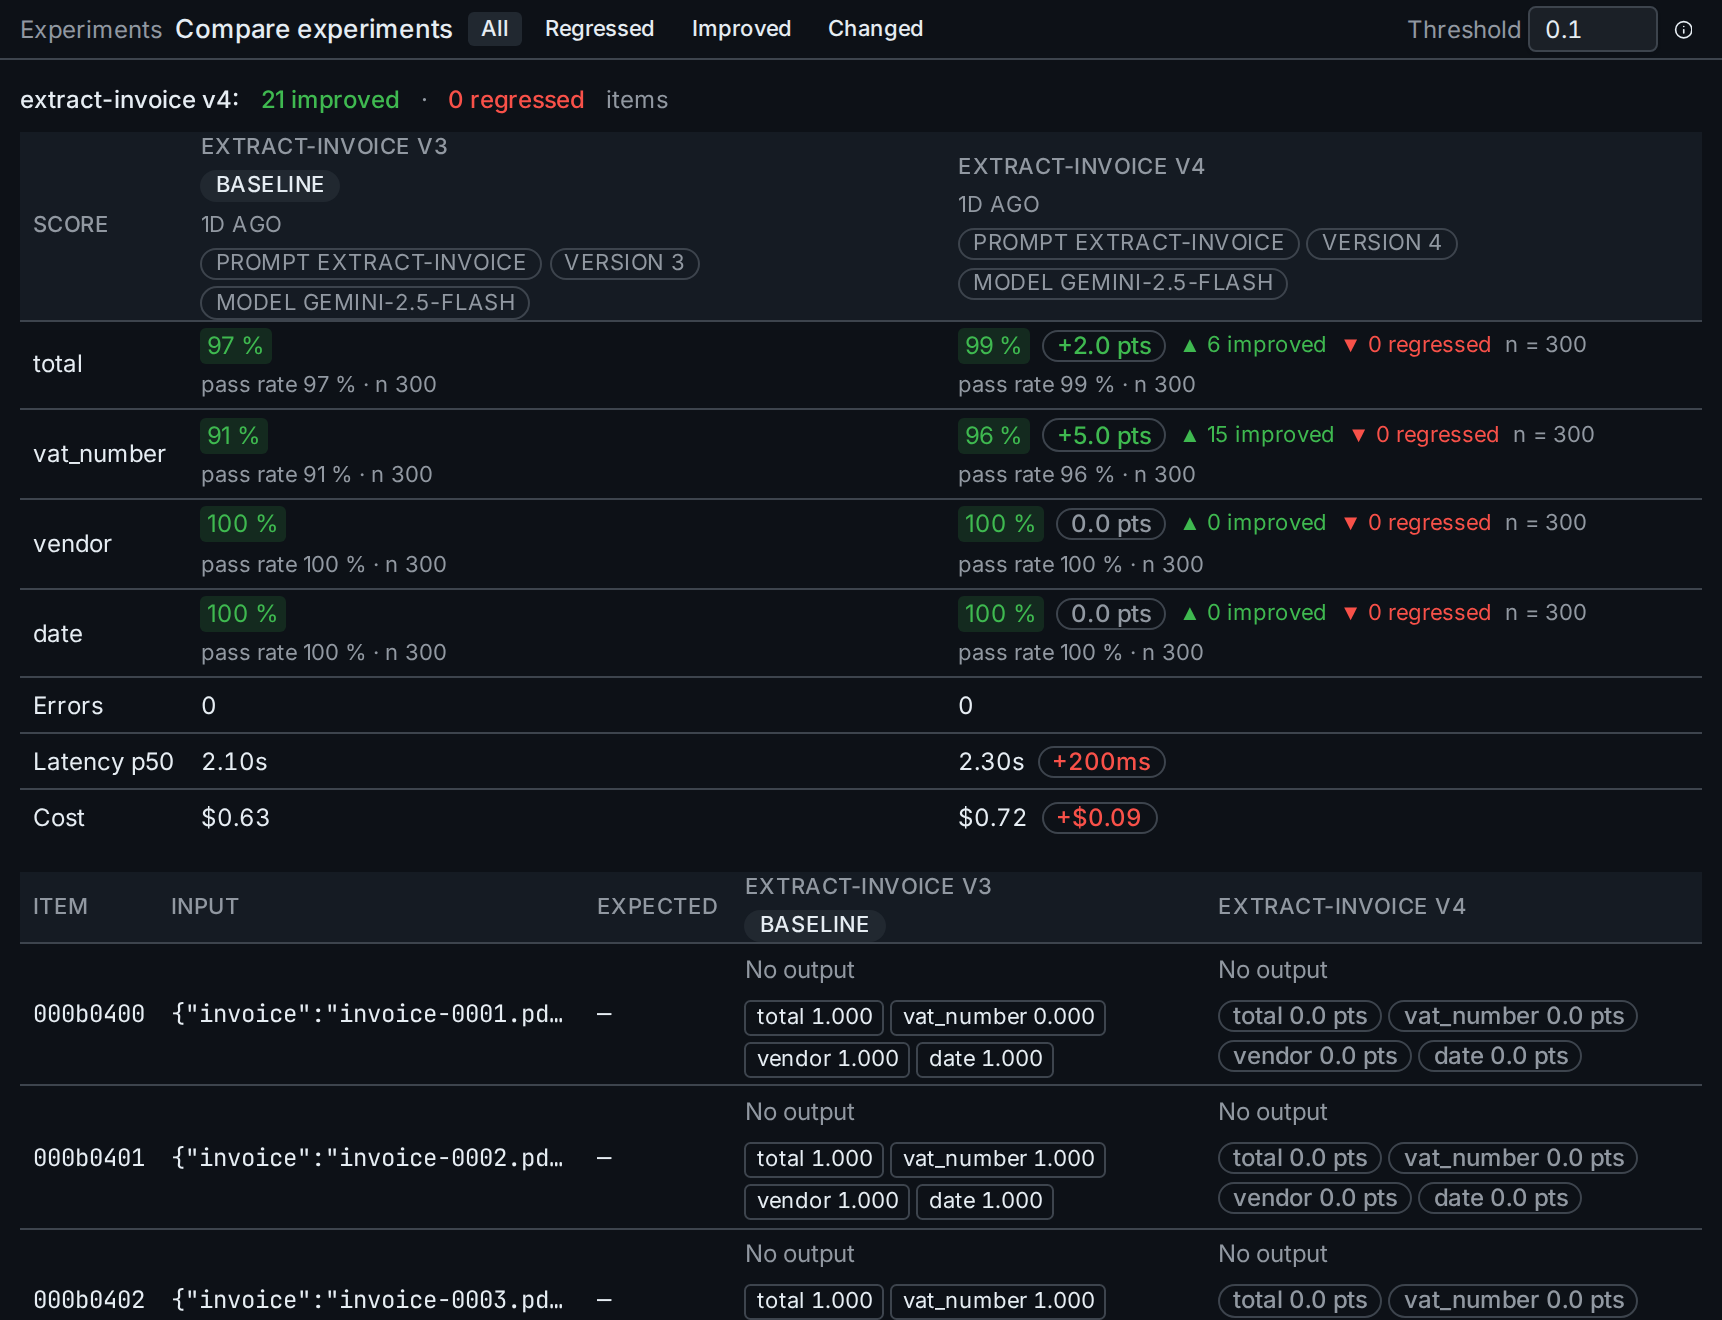 Experiments Compare experiments All Regressed Improved Changed Threshold 0.1
extract-invoice v4: 21 improved · 0 regressed items
SCORE
EXTRACT-INVOICE V3
BASELINE
1D AGO
PROMPT EXTRACT-INVOICE VERSION 3
MODEL GEMINI-2.5-FLASH
EXTRACT-INVOICE V4
1D AGO
PROMPT EXTRACT-INVOICE VERSION 4
MODEL GEMINI-2.5-FLASH
total
97 %
pass rate 97 % · n 300
99 % +2.0 pts ▲ 6 improved ▼ 0 regressed n = 300
pass rate 99 % · n 300
vat_number
91 %
pass rate 91 % · n 300
96 % +5.0 pts ▲ 15 improved ▼ 0 regressed n = 300
pass rate 96 % · n 300
vendor
100 %
pass rate 100 % · n 300
100 % 0.0 pts ▲ 0 improved ▼ 0 regressed n = 300
pass rate 100 % · n 300
date
100 %
pass rate 100 % · n 300
100 % 0.0 pts ▲ 0 improved ▼ 0 regressed n = 300
pass rate 100 % · n 300
Errors 0 0
Latency p50 2.10s 2.30s +200ms
Cost $0.63 $0.72 +$0.09
ITEM INPUT EXPECTED
EXTRACT-INVOICE V3
BASELINE
EXTRACT-INVOICE V4
000b0400 {"invoice":"invoice-0001.pd… —
No output
total 1.000 vat_number 0.000
vendor 1.000 date 1.000
No output
total 0.0 pts vat_number 0.0 pts
vendor 0.0 pts date 0.0 pts
000b0401 {"invoice":"invoice-0002.pd… —
No output
total 1.000 vat_number 1.000
vendor 1.000 date 1.000
No output
total 0.0 pts vat_number 0.0 pts
vendor 0.0 pts date 0.0 pts
000b0402 {"invoice":"invoice-0003.pd… —
No output
total 1.000 vat_number 1.000
No output
total 0.0 pts vat_number 0.0 pts